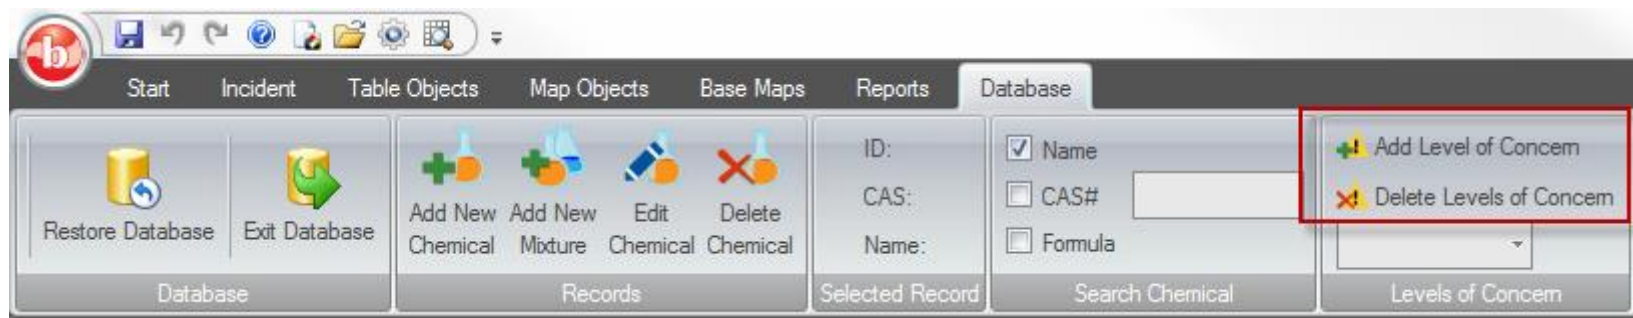 b
Start Incident Table Objects Map Objects Base Maps Reports Database
Restore Database
Exit Database
Add New
Chemical
Add New
Mixture
Edit
Chemical
Delete
Chemical
ID:
CAS:
Name:
Name
CAS#
Formula
Add Level of Concern
Delete Levels of Concern
Database
Records
Selected Record
Search Chemical
Levels of Concern